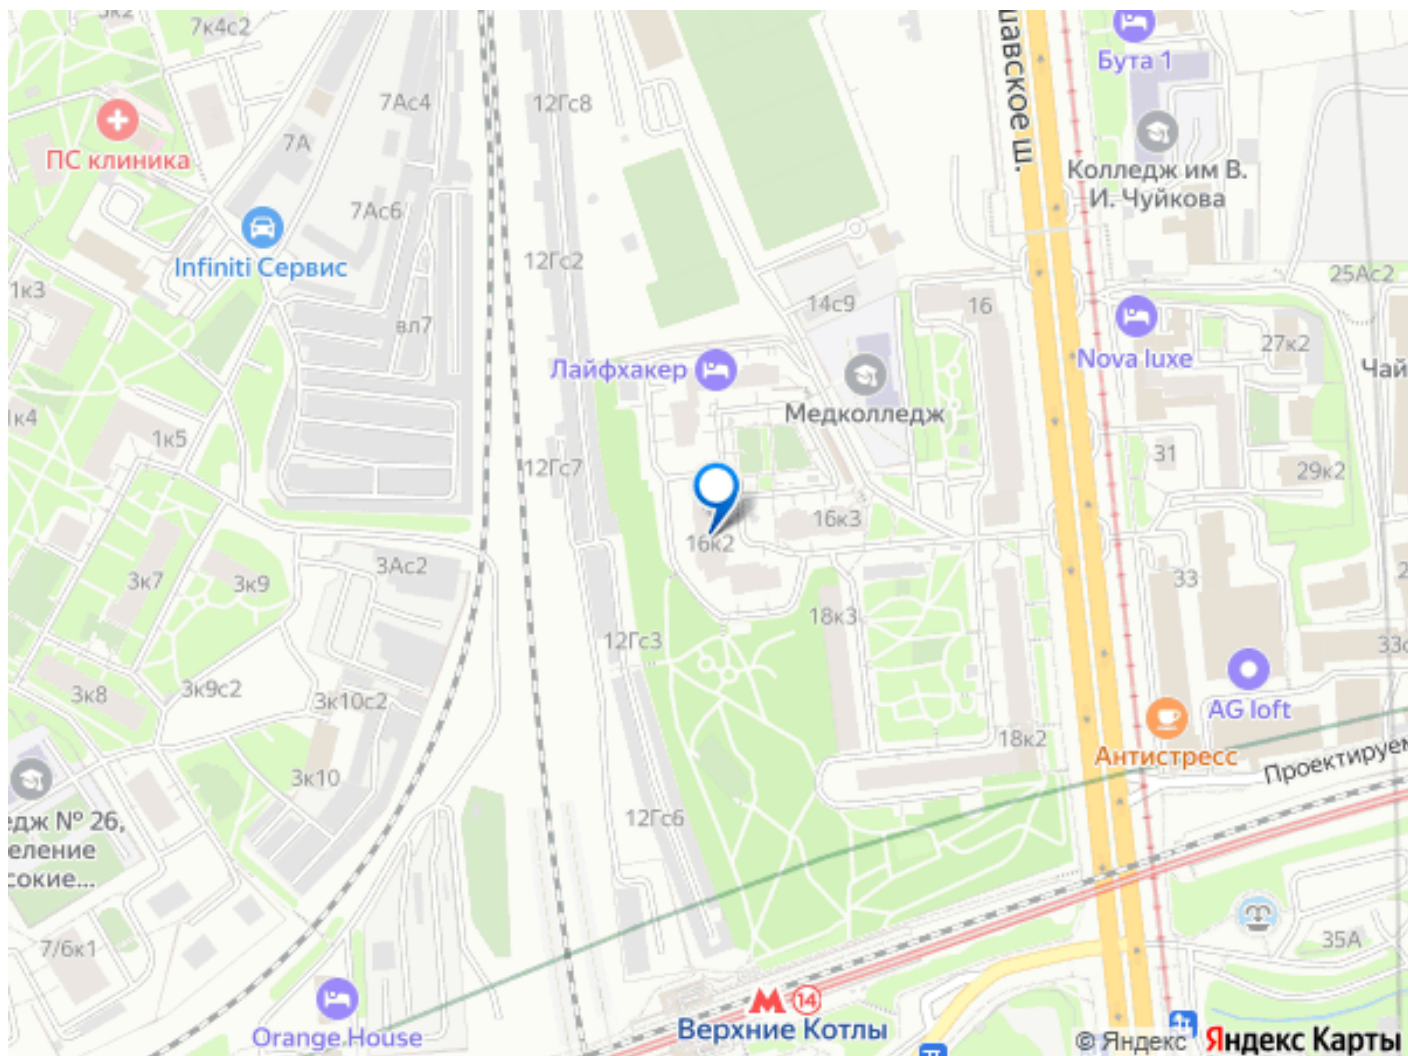 7к4с2
Бута 1
7Ас4
12Гс8
7А
ПС клиника
Колледж им В.
И. Чуйкова
шавское ш.
7Ас6
Infiniti Сервис
12Гс2
25Ас2
1к3
14с9
16
вл7
27к2
Nova luxe
Лайфхакер
Чай
Медколледж
1к4
1к5
31
12Гс7
29к2
16к3
16к2
3Ас2
3к7
3к9
33
18к3
12Гс3
3к8
3к9с2
3к10с2
AG loft
18к2
Антистресс
Проектируем
3к10
12Гс6
едж № 26,
еление
сокие...
7/6к1
35А
14
Верхние Котлы
Orange House
© Яндекс Яндекс Карты